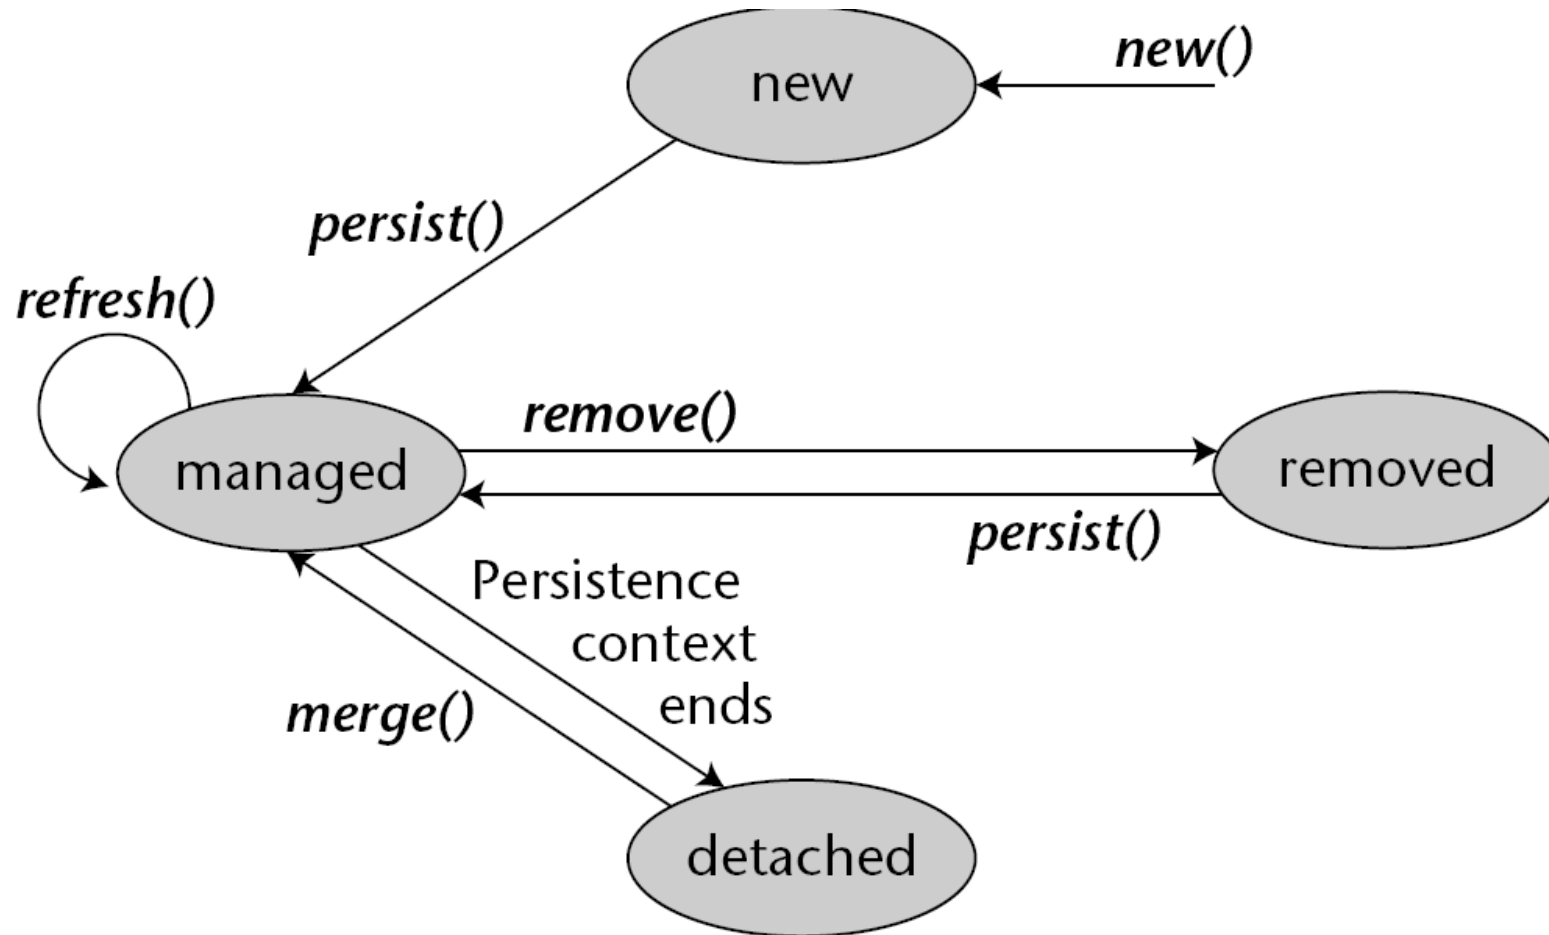 new()
new
persist()
refresh()
remove()
managed
removed
persist()
Persistence
context
ends
merge()
detached